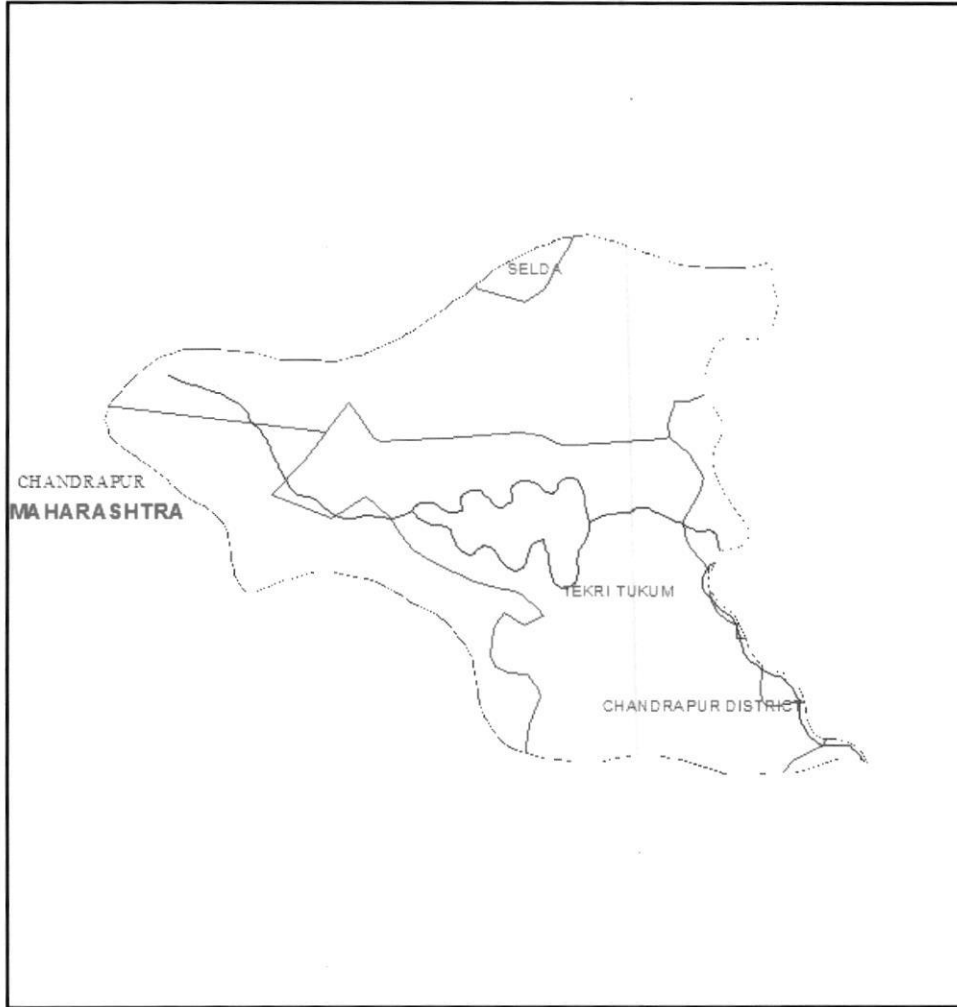 SELDA
CHANDRAPUR
MAHARASHTRA
TEKRI TUKUM
CHANDRAPUR DISTRICT